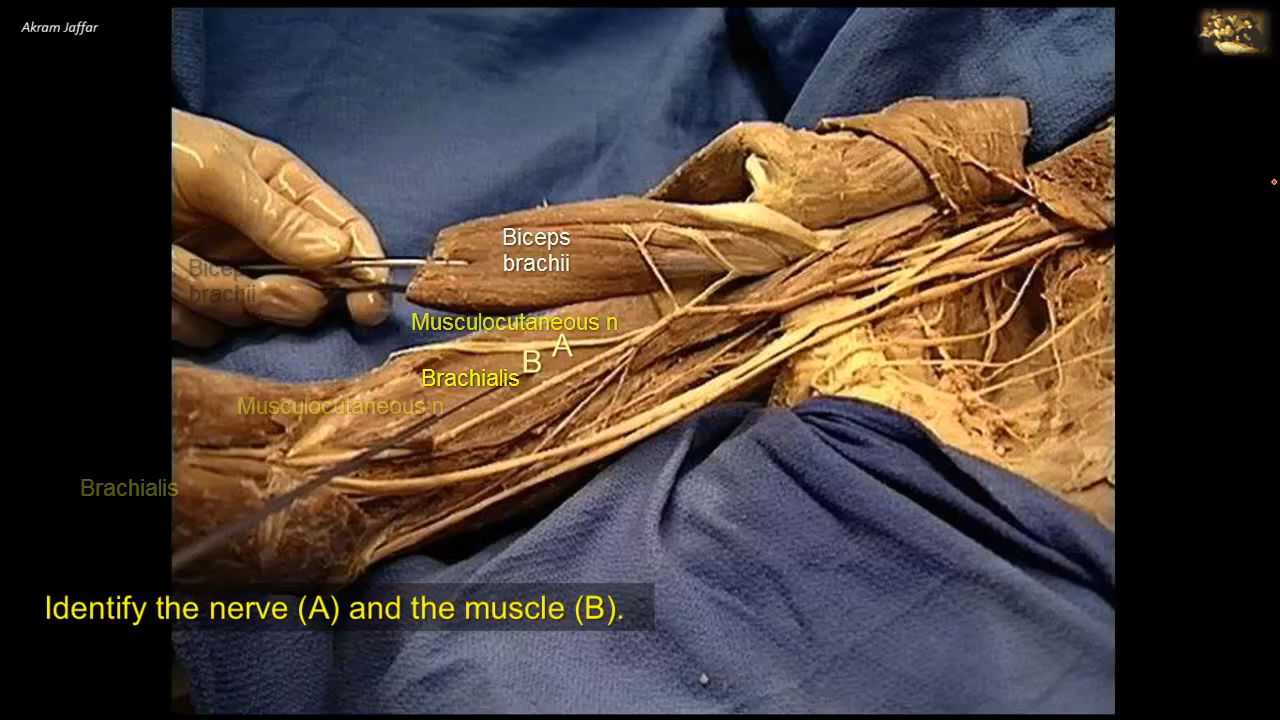 Akram Jaffar
Biceps
brachii
Biceps
brachii
Musculocutaneous n
A
B
Brachialis
Musculocutaneous n
Brachialis
Identify the nerve (A) and the muscle (B).